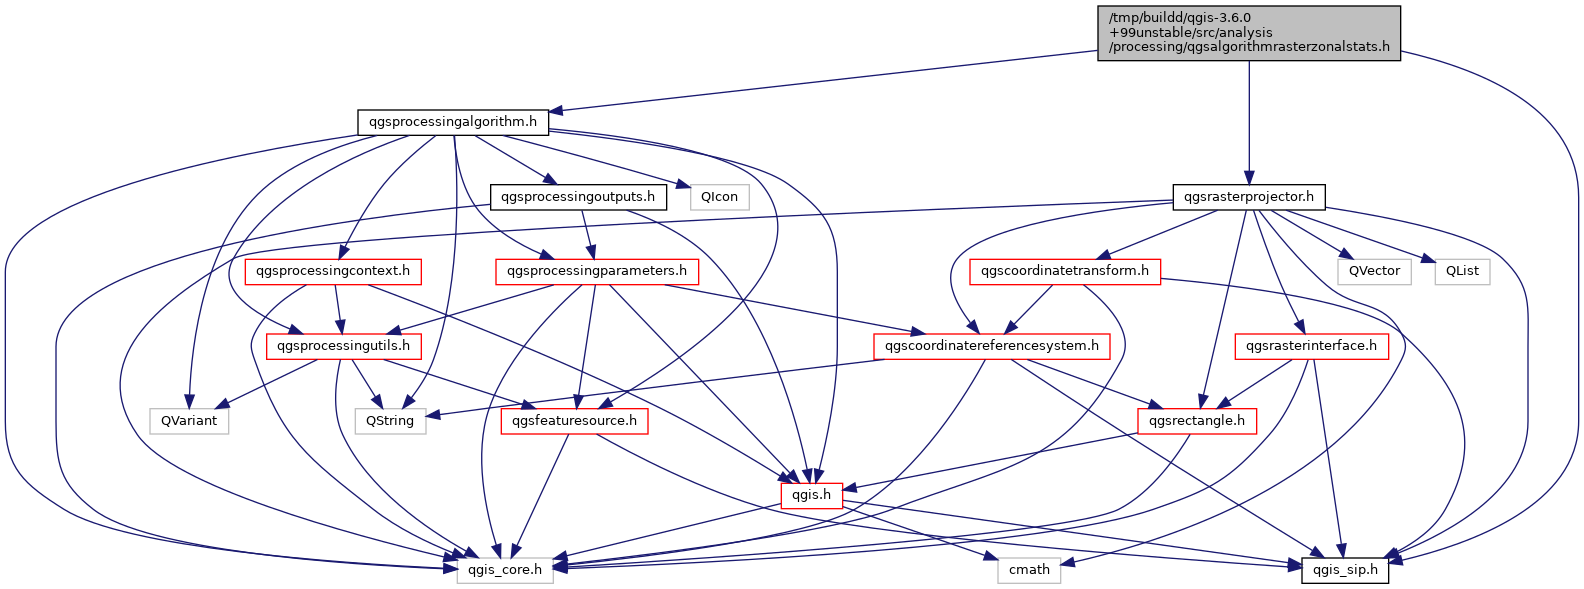 /tmp/buildd/qgis-3.6.0
+99unstable/src/analysis
/processing/qgsalgorithmrasterzonalstats.h
qgsprocessingalgorithm.h
qgsprocessingoutputs.h
QIcon
qgsrasterprojector.h
qgsprocessingcontext.h
qgsprocessingparameters.h
qgscoordinatetransform.h
QVector
QList
qgsprocessingutils.h
qgscoordinatereferencesystem.h
qgsrasterinterface.h
QVariant
QString
qgsfeaturesource.h
qgsrectangle.h
qgis.h
qgis_core.h
cmath
qgis_sip.h